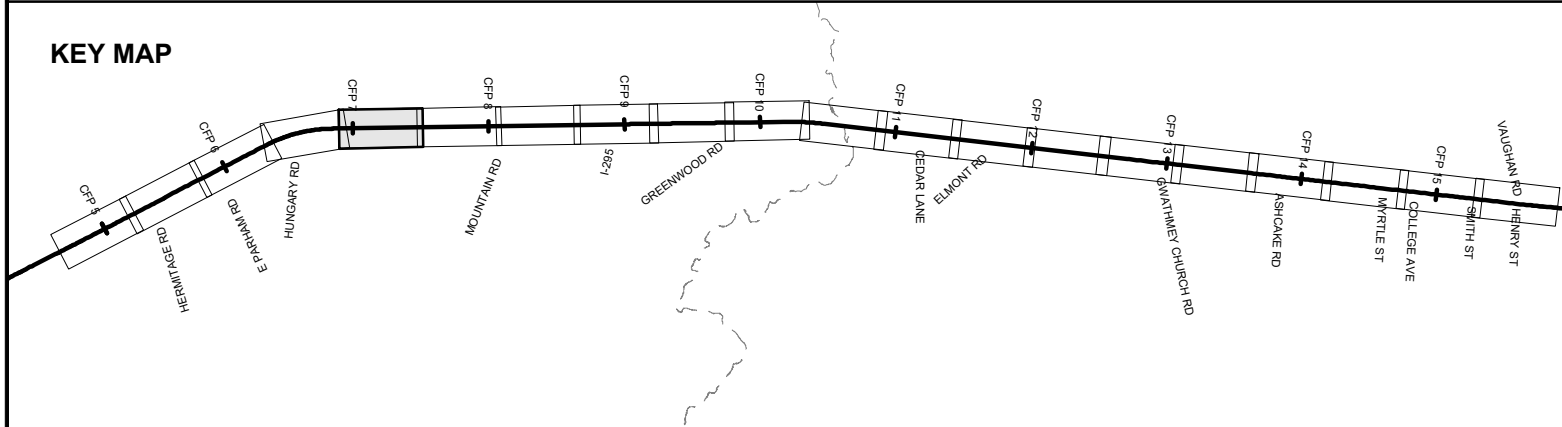 KEY MAP
CFP 5
CFP 6
CFP 7
CFP 8
CFP 9
CFP 10
CFP 11
CFP 12
CFP 13
CFP 14
CFP 15
HERMITAGE RD
E PARHAM RD
HUNGARY RD
MOUNTAIN RD
I-295
GREENWOOD RD
CEDAR LANE
ELMONT RD
GWATHMEY CHURCH RD
ASHCAKE RD
MYRTLE ST
COLLEGE AVE
SMITH ST
VAUGHAN RD
HENRY ST